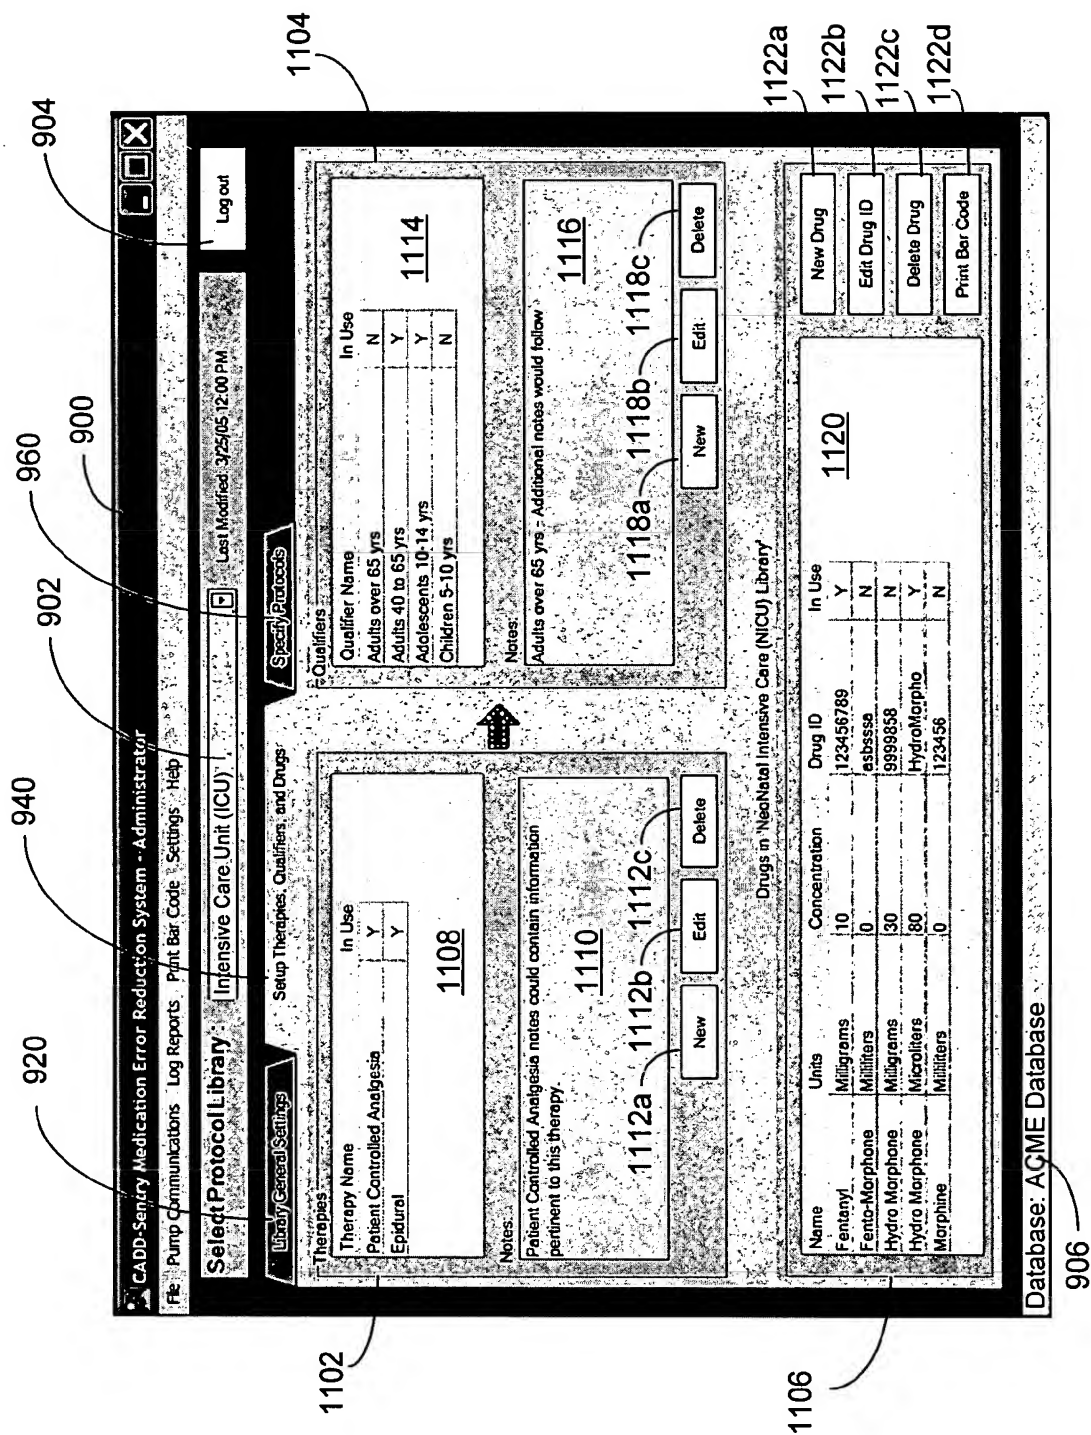 920
940
902
960
900
904
CADD-Sentry Medication Error Reduction System - Administrator
File Pump Communications Log Reports Print Bar Code Settings Help
Select Protocol Library: Intensive Care Unit (ICU) Last Modified: 3/25/05 12:00 PM Log out
Library General Settings Setup Therapies, Qualifiers, and Drugs Specify Protocols
Therapies
Therapy Name In Use
Patient Controlled Analgesia Y
Epidural Y
1108
Notes:
Patient Controlled Analgesia notes could contain information
pertinent to this therapy
1110
1112a 1112b 1112c
New Edit Delete
1102
Qualifiers
Qualifier Name In Use
Adults over 65 yrs N
Adults 40 to 65 yrs Y
Adolescents 10-14 yrs Y
Children 5-10 yrs N
1114
Notes:
Adults over 65 yrs - Additional notes would follow
1116
1118a 1118b 1118c
New Edit Delete
1104
Drugs in 'NeoNatal Intensive Care (NICU) Library'
Name Units Concentration Drug ID In Use
Fentanyl Milligrams 10 123456789 Y
Fento-Morphone Milliliters 0 asbsssa N
Hydro Morphone Milligrams 30 9999858 N
Hydro Morphone Microliters 80 HydroMorpho Y
Morphine Milliliters 0 123456 N
1120
New Drug
Edit Drug ID
Delete Drug
Print Bar Code
1122a
1122b
1122c
1122d
1106
Database: ACME Database
906